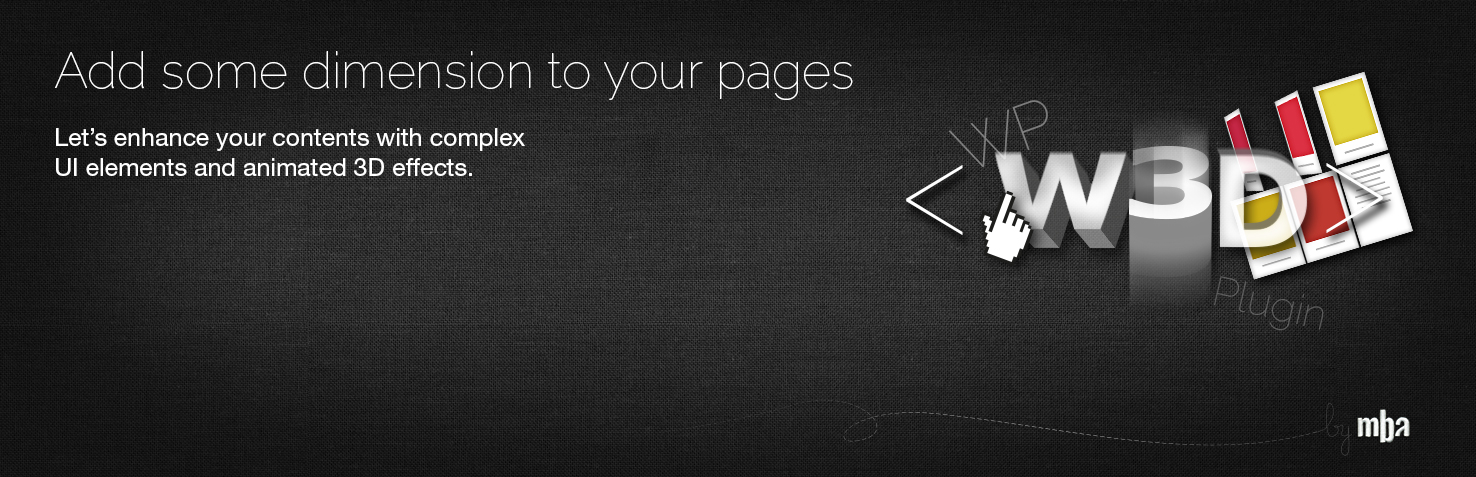 Add some dimension to your pages
Let’s enhance your contents with complex
UI elements and animated 3D effects.
WP
W3D
Plugin
by mba